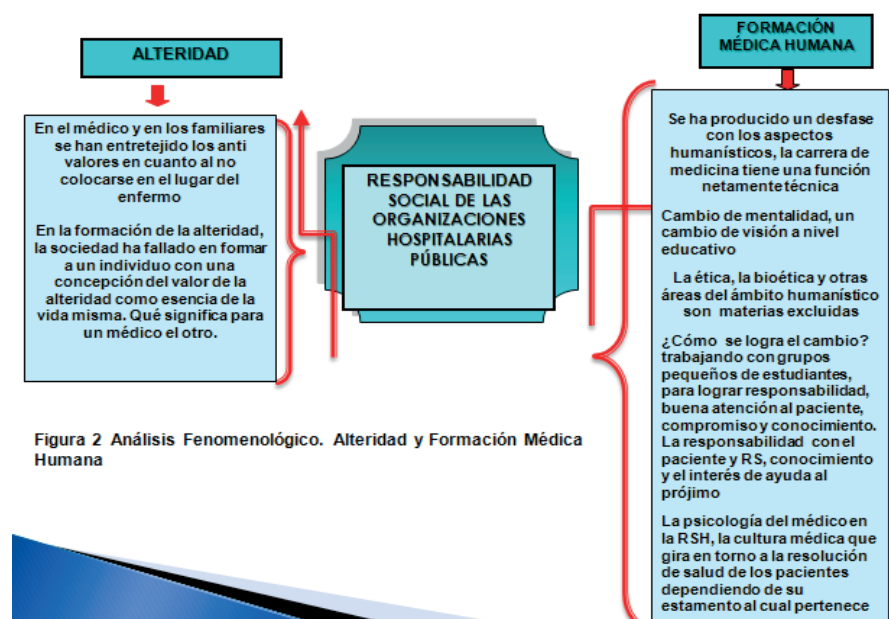 ALTERIDAD
En el médico y en los familiares
se han entretejido los anti
valores en cuanto al no
colocarse en el lugar del
enfermo
En la formación de la alteridad,
la sociedad ha fallado en fomar
a un individuo con una
concepción del valor de la
alteridad como esencia de la
vida misma. Qué significa para
un médico el otro.
RESPONSABILIDAD
SOCIAL DE LAS
ORGANIZACIONES
HOSPITALARIAS
PÚBLICAS
FORMACIÓN
MÉDICA HUMANA
Se ha producido un desfase
con los aspectos
humanísticos, la carrera de
medicina tiene una función
netamente técnica
Cambio de mentalidad, un
cambio de visión a nivel
educativo
La ética, la bioética y otras
áreas del ámbito humanístico
son materias excluidas
¿Cómo se logra el cambio?
trabajando con grupos
pequeños de estudiantes,
para lograr responsabilidad,
buena atención al paciente,
compromiso y conocimiento.
La responsabilidad con el
paciente y RS, conocimiento
y el interés de ayuda al
prójimo
La psicología del médico en
la RSH, la cultura médica que
gira en torno a la resolución
de salud de los pacientes
dependiendo de su
estamento al cual pertenece
Figura 2 Análisis Fenomenológico. Alteridad y Formación Médica
Humana